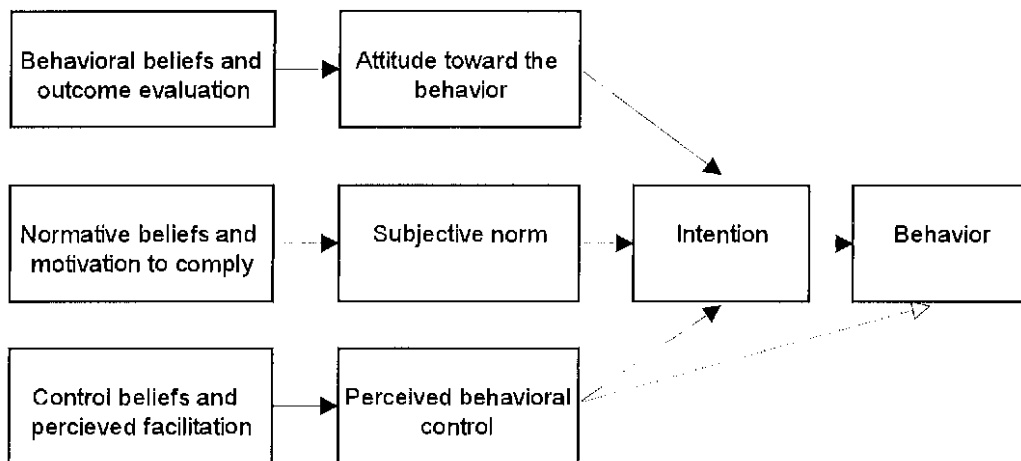 Behavioral beliefs and
outcome evaluation
Attitude toward the
behavior
Normative beliefs and
motivation to comply
Subjective norm
Intention
Behavior
Control beliefs and
percieved facilitation
Perceived behavioral
control